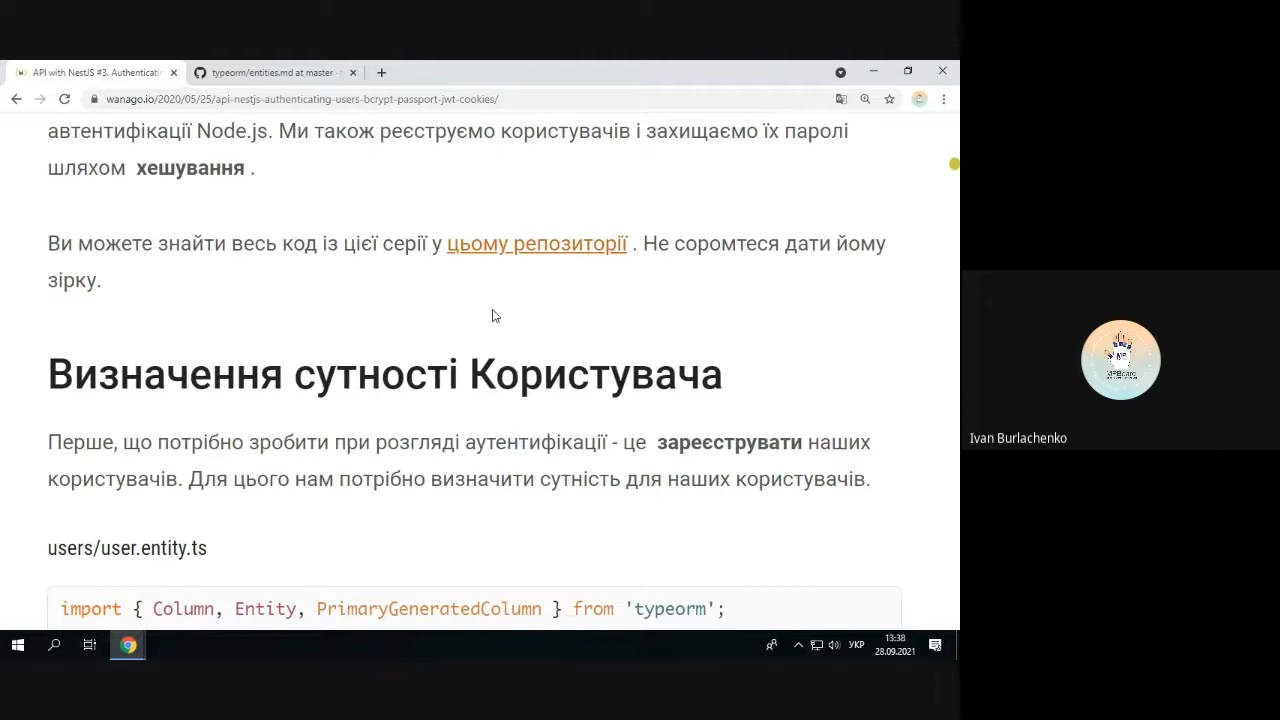 API with NestJS #3. Authenticati
typeorm/entities.md at master ·
wanago.io/2020/05/25/api-nestjs-authenticating-users-bcrypt-passport-jwt-cookies/
автентифікації Node.js. Ми також реєструємо користувачів і захищаємо їх паролі
шляхом хешування .
Ви можете знайти весь код із цієї серії у цьому репозиторії . Не соромтеся дати йому
зірку.
Визначення сутності Користувача
Перше, що потрібно зробити при розгляді аутентифікації - це зареєструвати наших
користувачів. Для цього нам потрібно визначити сутність для наших користувачів.
users/user.entity.ts
import { Column, Entity, PrimaryGeneratedColumn } from 'typeorm';
Ivan Burlachenko
УКР
13:38
28.09.2021